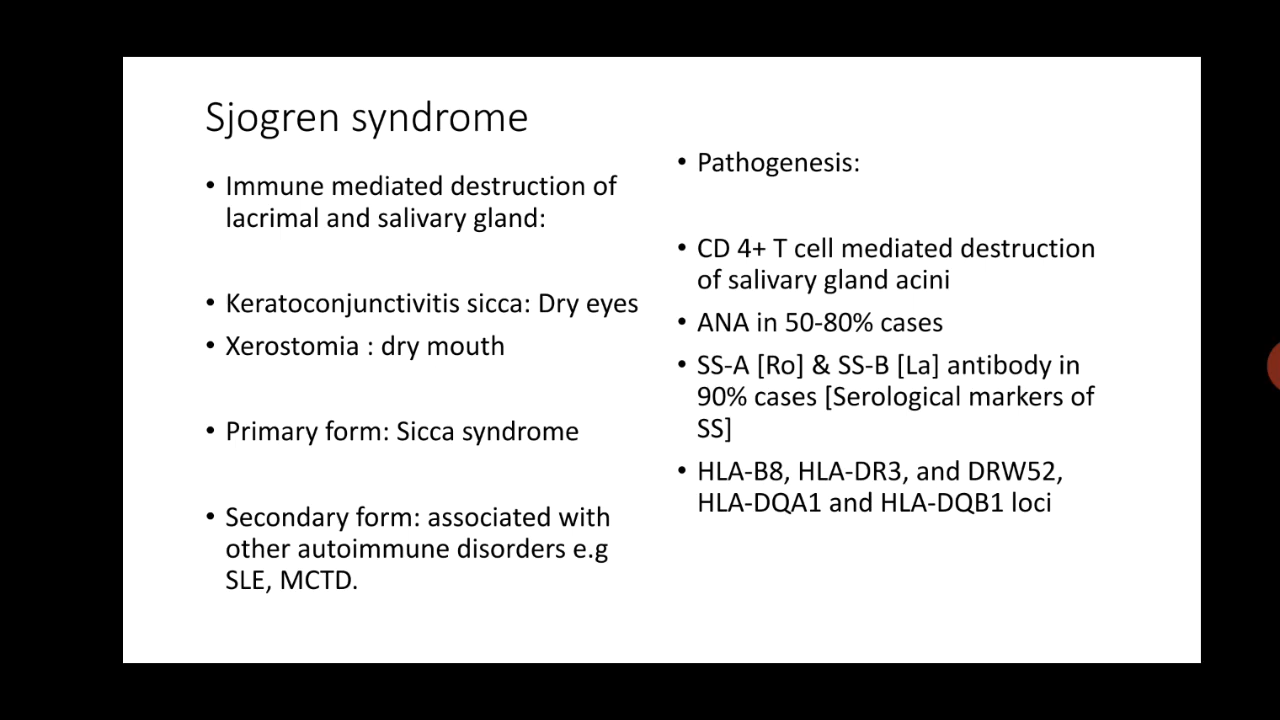 Sjogren syndrome
• Immune mediated destruction of
lacrimal and salivary gland:
• Keratoconjunctivitis sicca: Dry eyes
• Xerostomia : dry mouth
• Primary form: Sicca syndrome
• Secondary form: associated with
other autoimmune disorders e.g
SLE, MCTD.
• Pathogenesis:
• CD 4+ T cell mediated destruction
of salivary gland acini
• ANA in 50-80% cases
• SS-A [Ro] & SS-B [La] antibody in
90% cases [Serological markers of
SS]
• HLA-B8, HLA-DR3, and DRW52,
HLA-DQA1 and HLA-DQB1 loci